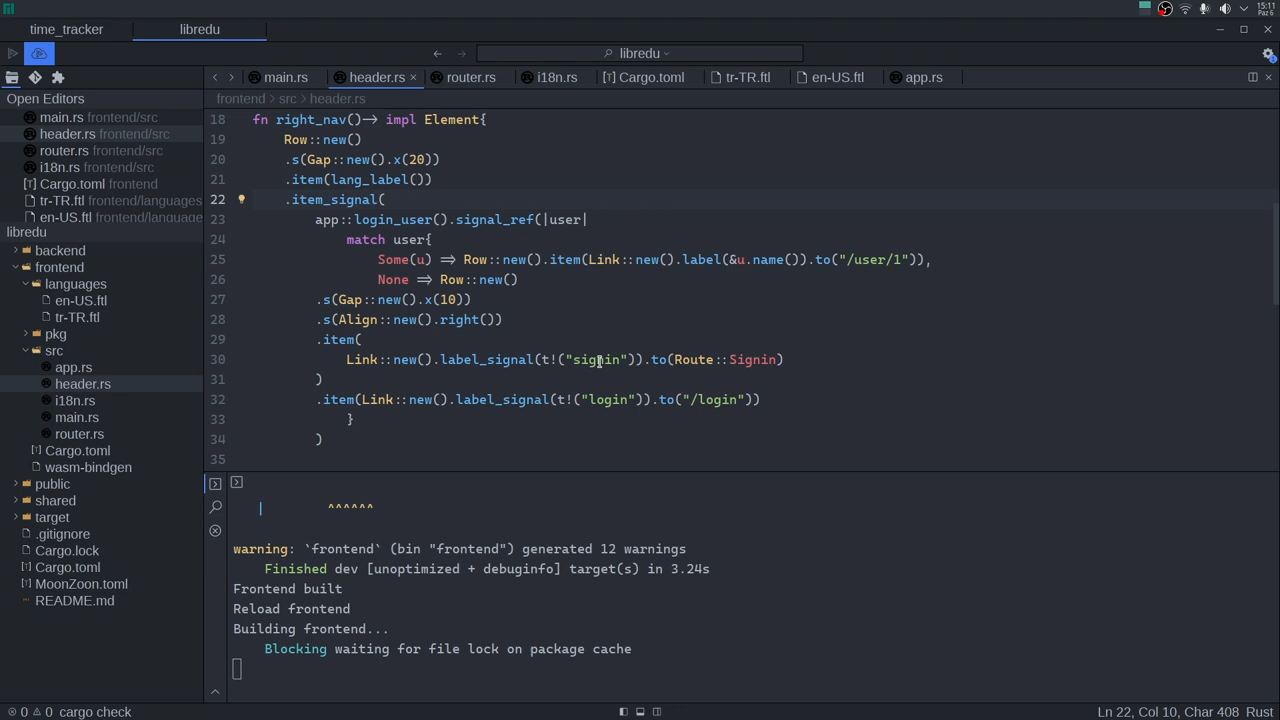 15:11
Paz 6
time_tracker
libredu
libredu
main.rs
header.rs
router.rs
i18n.rs
[T] Cargo.toml
tr-TR.ftl
en-US.ftl
app.rs
Open Editors
main.rs frontend/src
header.rs frontend/src
router.rs frontend/src
i18n.rs frontend/src
[T] Cargo.toml frontend
tr-TR.ftl frontend/languages
en-US.ftl frontend/language
libredu
backend
frontend
languages
en-US.ftl
tr-TR.ftl
pkg
src
app.rs
header.rs
i18n.rs
main.rs
router.rs
[T] Cargo.toml
wasm-bindgen
public
shared
target
.gitignore
Cargo.lock
[T] Cargo.toml
[T] MoonZoon.toml
README.md
frontend > src > header.rs
18 fn right_nav()-> impl Element{
19 Row::new()
20 .s(Gap::new().x(20))
21 .item(lang_label())
22 .item_signal(
23 app::login_user().signal_ref(|user|
24 match user{
25 Some(u) => Row::new().item(Link::new().label(&u.name()).to("/user/1")),
26 None => Row::new()
27 .s(Gap::new().x(10))
28 .s(Align::new().right())
29 .item(
30 Link::new().label_signal(t!("signin")).to(Route::Signin)
31 )
32 .item(Link::new().label_signal(t!("login")).to("/login"))
33 }
34 )
35
| ^^^^^^
warning: `frontend` (bin "frontend") generated 12 warnings
Finished dev [unoptimized + debuginfo] target(s) in 3.24s
Frontend built
Reload frontend
Building frontend...
Blocking waiting for file lock on package cache
0 0 cargo check
Ln 22, Col 10, Char 408 Rust